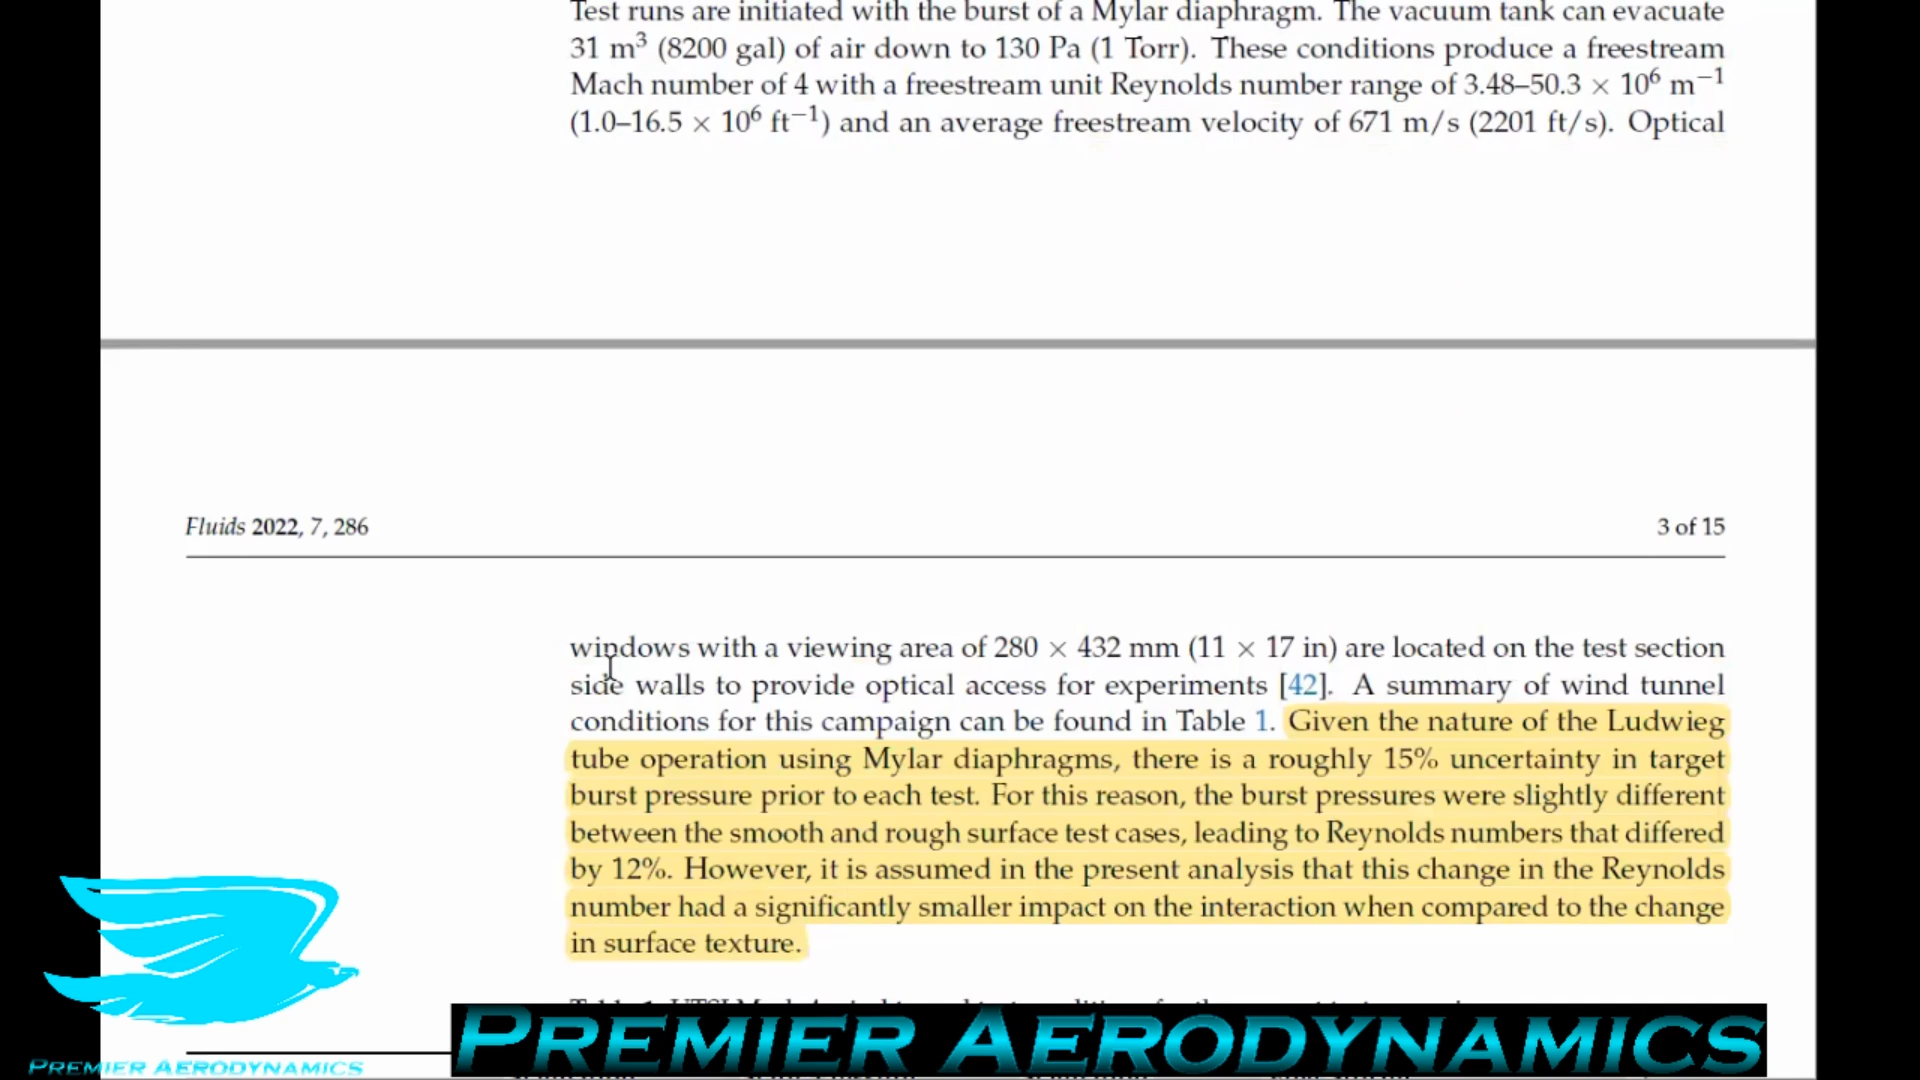 Test runs are initiated with the burst of a Mylar diaphragm. The vacuum tank can evacuate
31 m³ (8200 gal) of air down to 130 Pa (1 Torr). These conditions produce a freestream
Mach number of 4 with a freestream unit Reynolds number range of 3.48–50.3 × 10⁶ m⁻¹
(1.0–16.5 × 10⁶ ft⁻¹) and an average freestream velocity of 671 m/s (2201 ft/s). Optical
Fluids 2022, 7, 286
3 of 15
windows with a viewing area of 280 × 432 mm (11 × 17 in) are located on the test section
side walls to provide optical access for experiments [42]. A summary of wind tunnel
conditions for this campaign can be found in Table 1. Given the nature of the Ludwieg
tube operation using Mylar diaphragms, there is a roughly 15% uncertainty in target
burst pressure prior to each test. For this reason, the burst pressures were slightly different
between the smooth and rough surface test cases, leading to Reynolds numbers that differed
by 12%. However, it is assumed in the present analysis that this change in the Reynolds
number had a significantly smaller impact on the interaction when compared to the change
in surface texture.
PREMIER AERODYNAMICS
PREMIER AERODYNAMICS